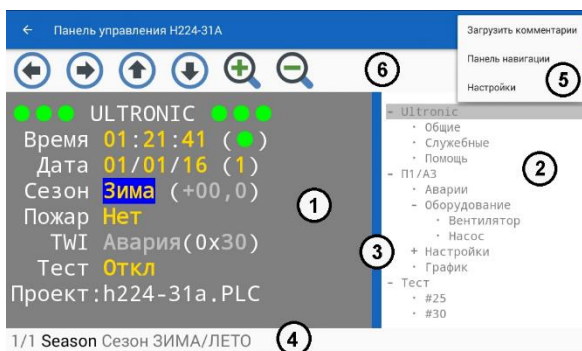 ← Панель управления H224-31A
Загрузить комментарии
Панель навигации
Настройки
5
6
ULTRONIC
Время 01:21:41 ( )
Дата 01/01/16 (1)
Сезон Зима (+00,0)
Пожар Нет
TWI Авария(0x30)
Тест Откл
Проект:h224-31a.PLC
1
- Ultronic
· Общие
· Служебные
· Помощь
- П1/А3
· Аварии
- Оборудование
· Вентилятор
· Насос
+ Настройки
· График
- Тест
· #25
· #30
2
3
1/1 Season Сезон ЗИМА/ЛЕТО
4